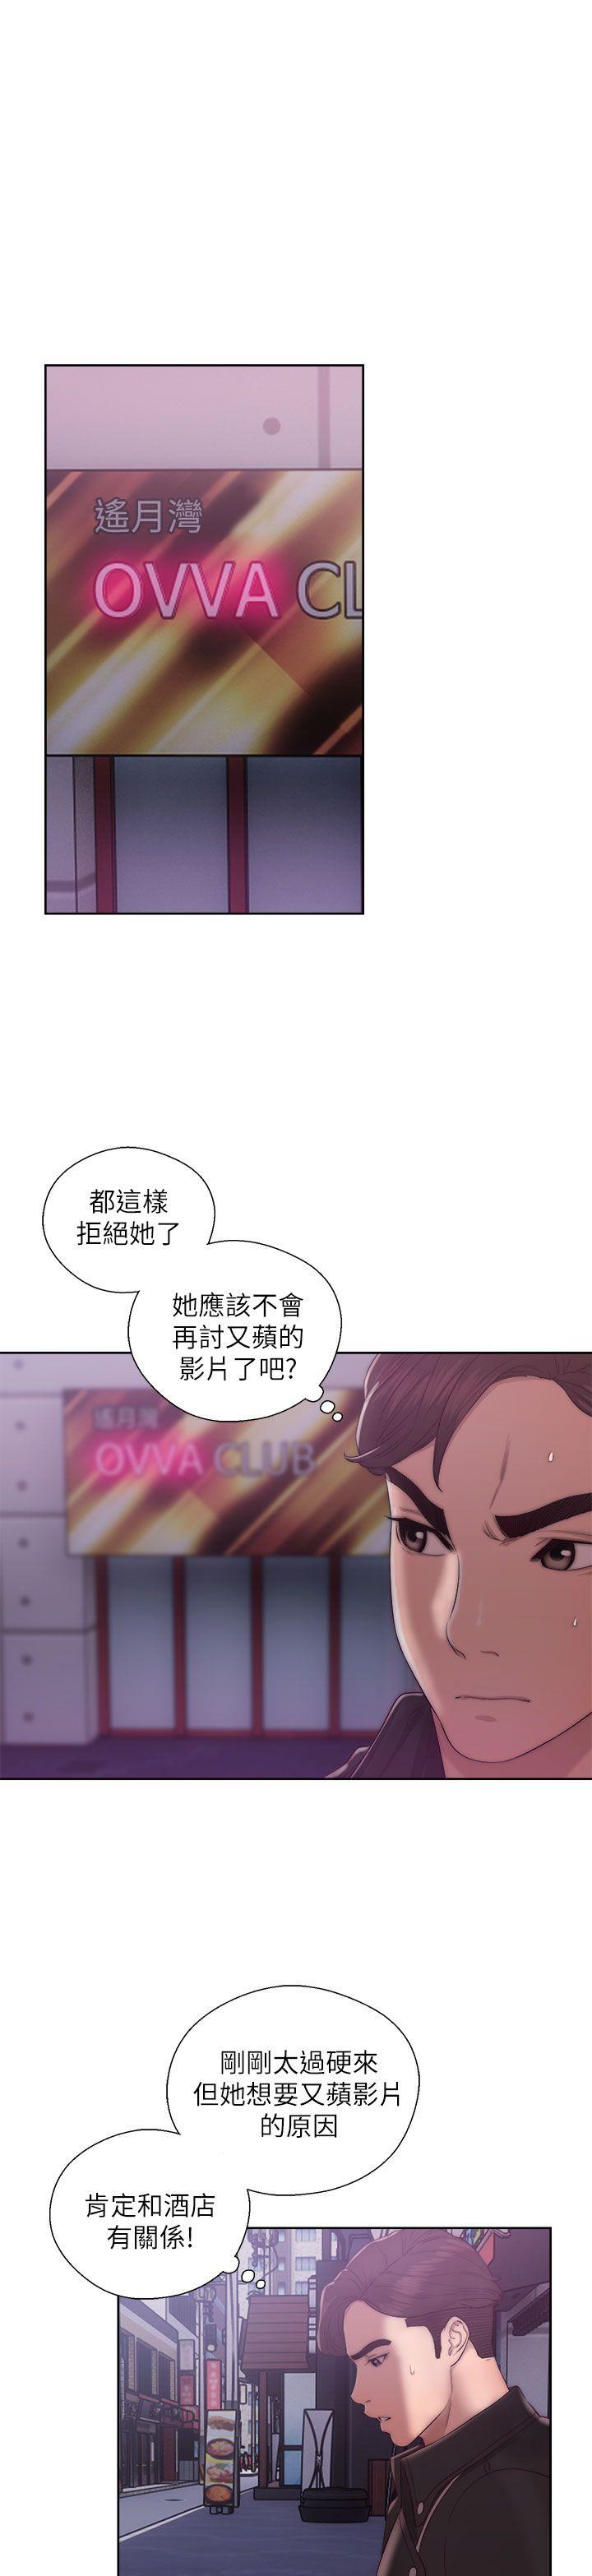 遙月灣
OVVA CL
都這樣
拒絕她了
她應該不會
再討又蘋的
影片了吧?
遙月灣
OVVA CLUB
剛剛太過硬來
但她想要又蘋影片
的原因
肯定和酒店
有關係!